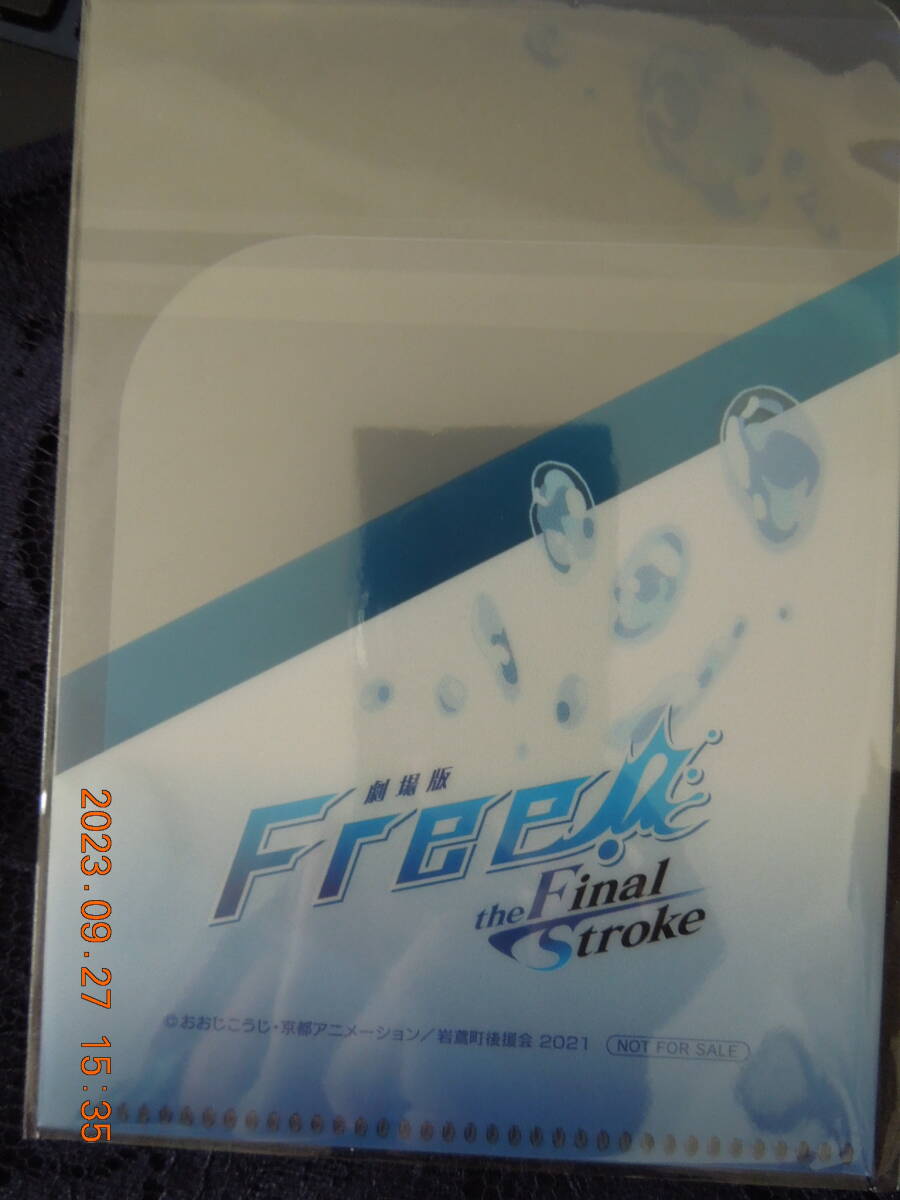 劇場版
Free!
the Final
Stroke
©おおじこうじ・京都アニメーション／岩鳶町後援会 2021 NOT FOR SALE
2023.09.27 15:35